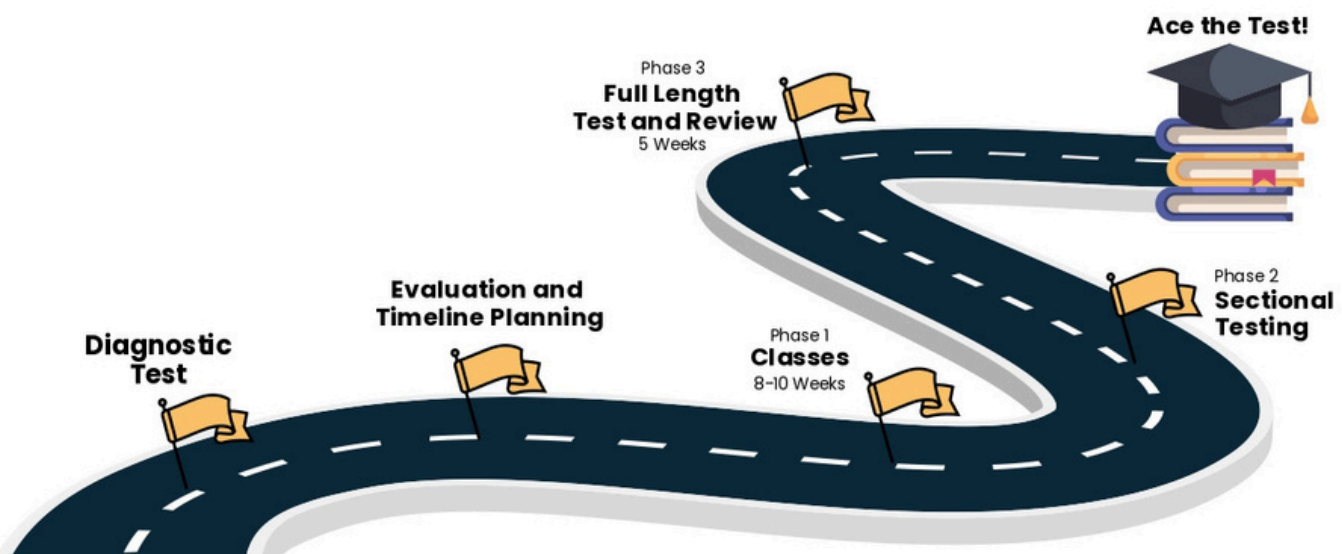 Diagnostic
Test
Evaluation and
Timeline Planning
Phase 1
Classes
8-10 Weeks
Phase 2
Sectional
Testing
Phase 3
Full Length
Test and Review
5 Weeks
Ace the Test!